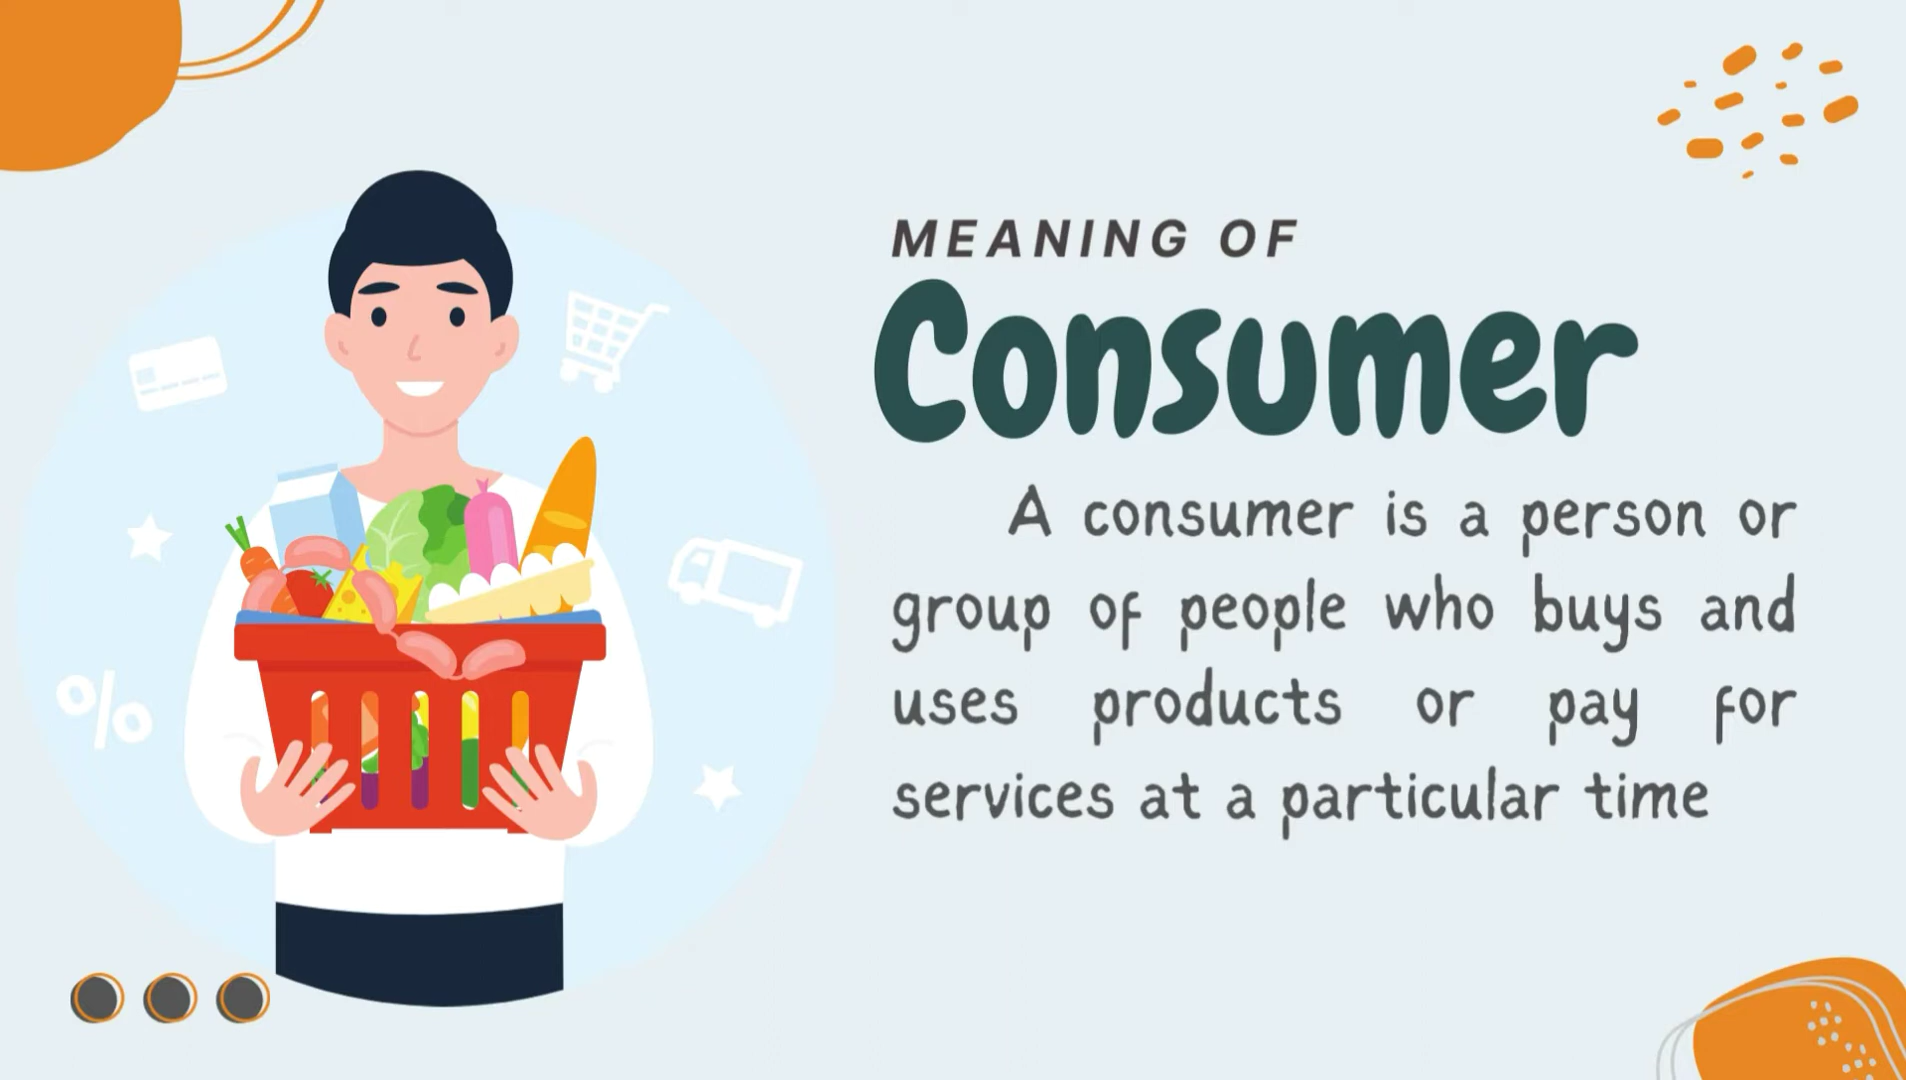 MEANING OF
Consumer
A consumer is a person or
group of people who buys and
uses products or pay for
services at a particular time
%